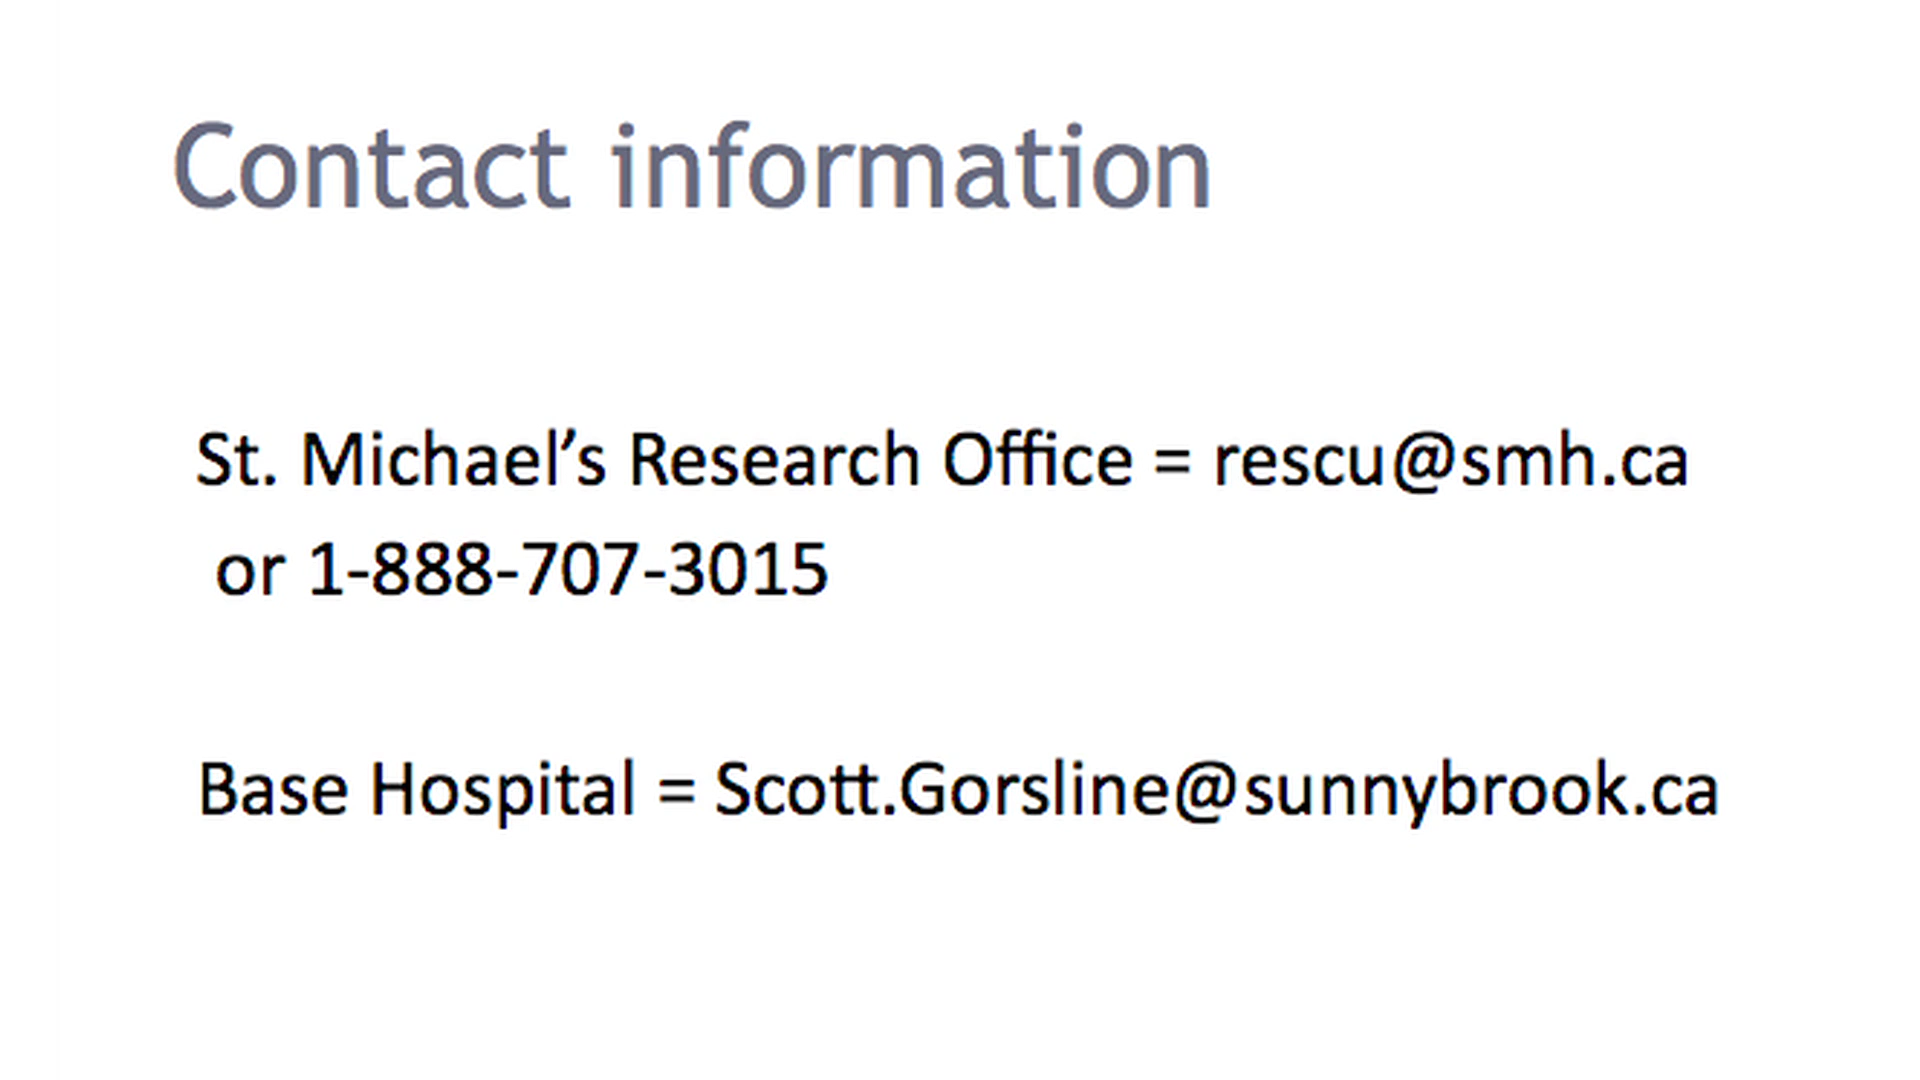 Contact information
St. Michael’s Research Office = rescu@smh.ca
or 1-888-707-3015
Base Hospital = Scott.Gorsline@sunnybrook.ca